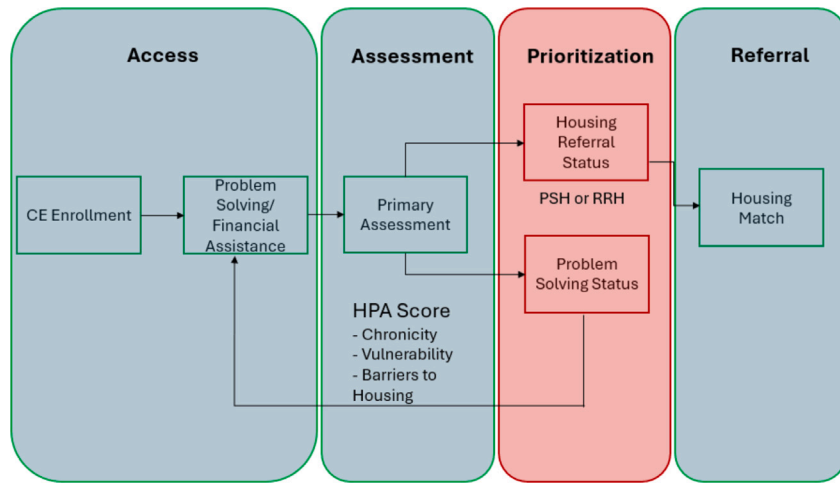 Access
CE Enrollment
Problem
Solving/
Financial
Assistance
Assessment
Primary
Assessment
HPA Score
- Chronicity
- Vulnerability
- Barriers to
Housing
Prioritization
Housing
Referral
Status
PSH or RRH
Problem
Solving Status
Referral
Housing
Match